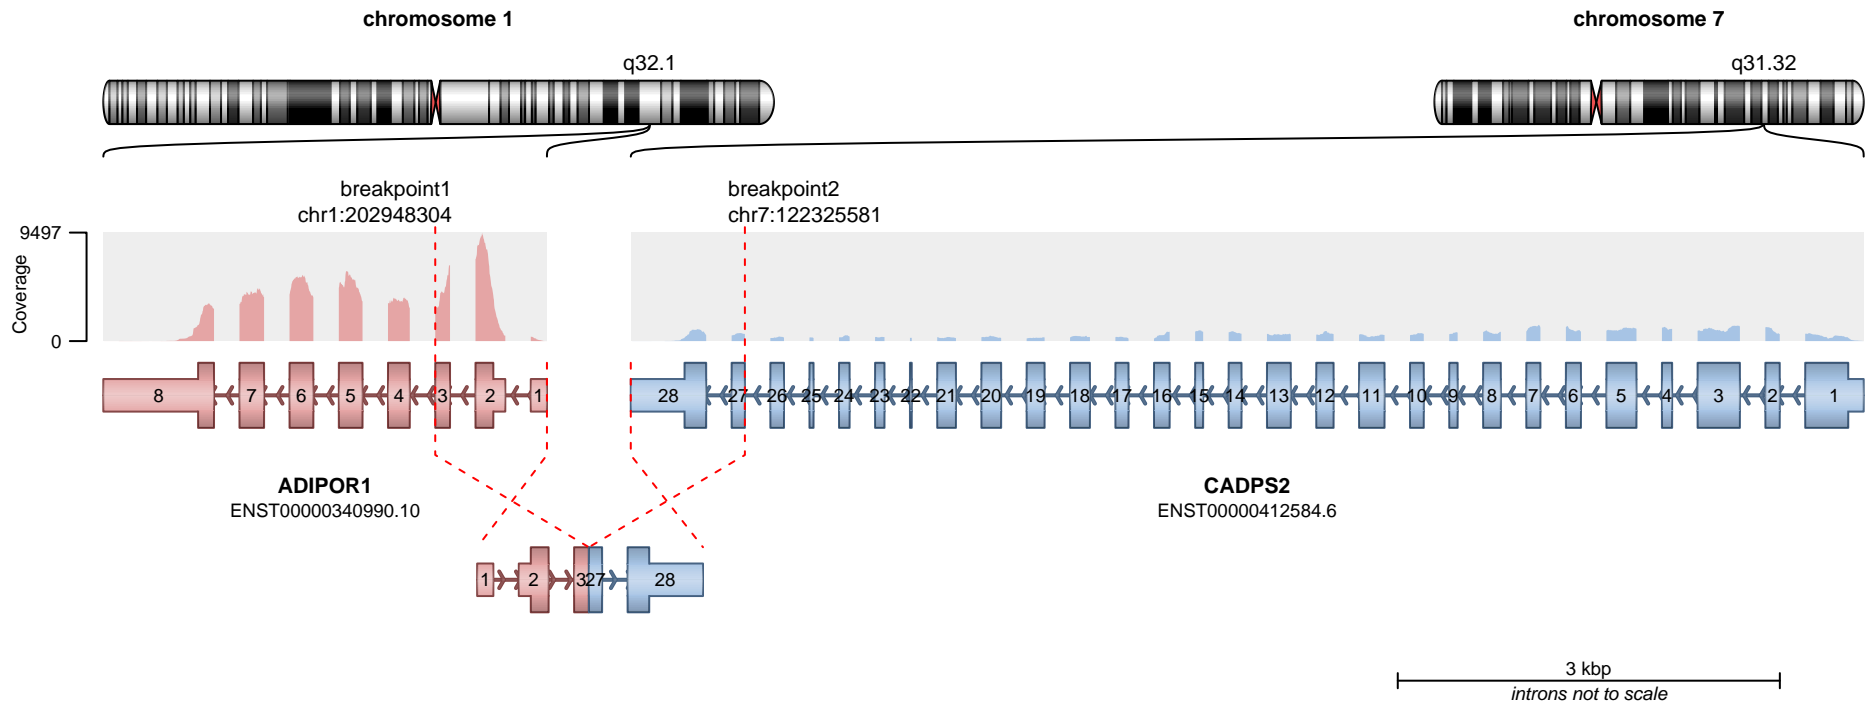 chromosome 1
chromosome 7
q32.1
q31.32
breakpoint1
chr1:202948304
breakpoint2
chr7:122325581
9497
Coverage
0
8 7 6 5 4 3 2 1
28 27 26 25 24 23 22 21 20 19 18 17 16 15 14 13 12 11 10 9 8 7 6 5 4 3 2 1
ADIPOR1
ENST00000340990.10
CADPS2
ENST00000412584.6
1 2 3 27 28
3 kbp
introns not to scale